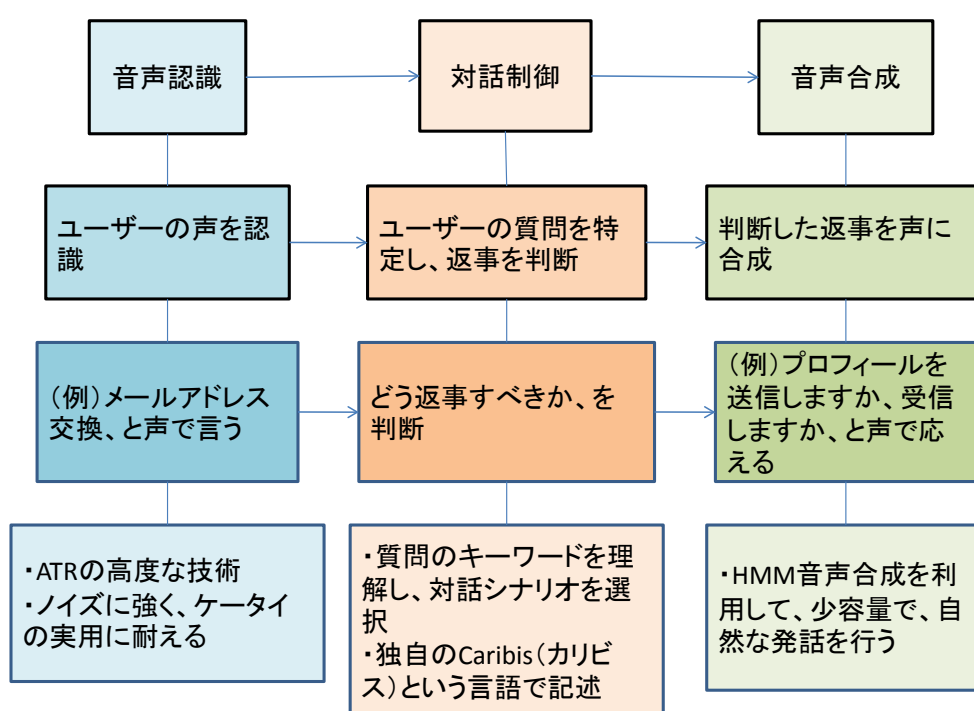 音声認識
対話制御
音声合成
ユーザーの声を認
識
ユーザーの質問を特
定し、返事を判断
判断した返事を声に
合成
（例）メールアドレス
交換、と声で言う
どう返事すべきか、を
判断
（例）プロフィールを
送信しますか、受信
しますか、と声で応
える
・ATRの高度な技術
・ノイズに強く、ケータイ
の実用に耐える
・質問のキーワードを理
解し、対話シナリオを選
択
・独自のCaribis（カリビ
ス）という言語で記述
・HMM音声合成を利
用して、少容量で、自
然な発話を行う